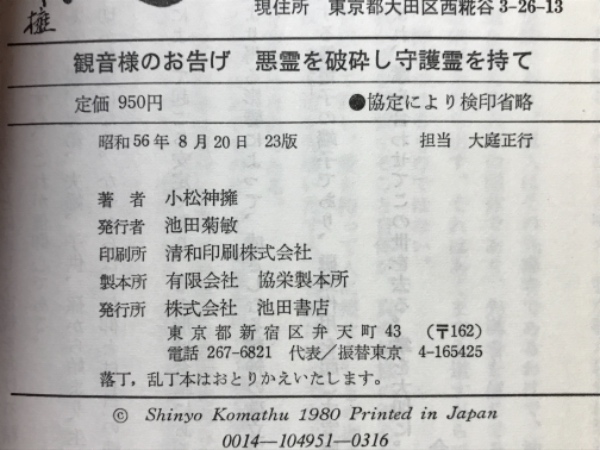 現住所 東京都大田区西糀谷3-26-13
観音様のお告げ 悪霊を破砕し守護霊を持て
定価 950円 ●協定により検印省略
昭和56年8月20日 23版 担当 大庭正行
著者 小松神擁
発行者 池田菊敏
印刷所 清和印刷株式会社
製本所 有限会社 協栄製本所
発行所 株式会社 池田書店
東京都新宿区弁天町43 (〒162)
電話 267-6821 代表/振替東京 4-165425
落丁,乱丁本はおとりかえいたします。
© Shinyo Komathu 1980 Printed in Japan
0014—104951—0316